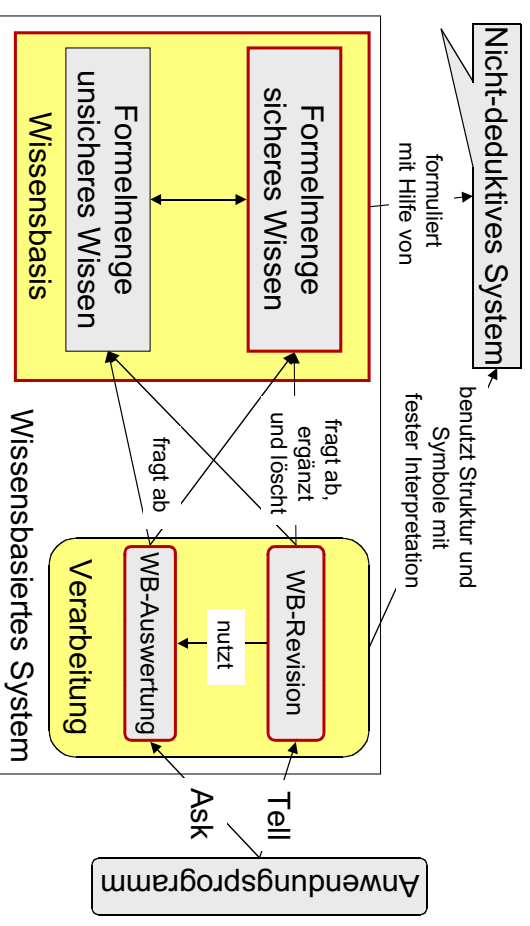 Nicht-deduktives System
formuliert
mit Hilfe von
benutzt Struktur und
Symbole mit
fester Interpretation
Formelmenge
sicheres Wissen
Formelmenge
unsicheres Wissen
Wissensbasis
fragt ab,
ergänzt
und löscht
fragt ab
WB-Revision
nutzt
WB-Auswertung
Verarbeitung
Wissensbasiertes System
Tell
Ask
Anwendungsprogramm